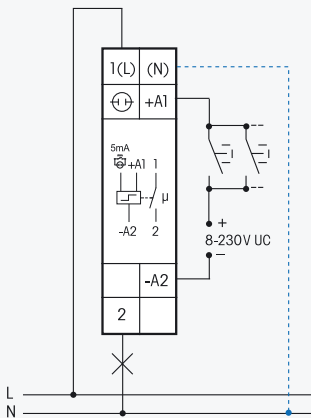 1(L) (N)
+A1
5mA
+A1 1
µ
-A2 2
+
8-230V UC
−
-A2
2
L
N